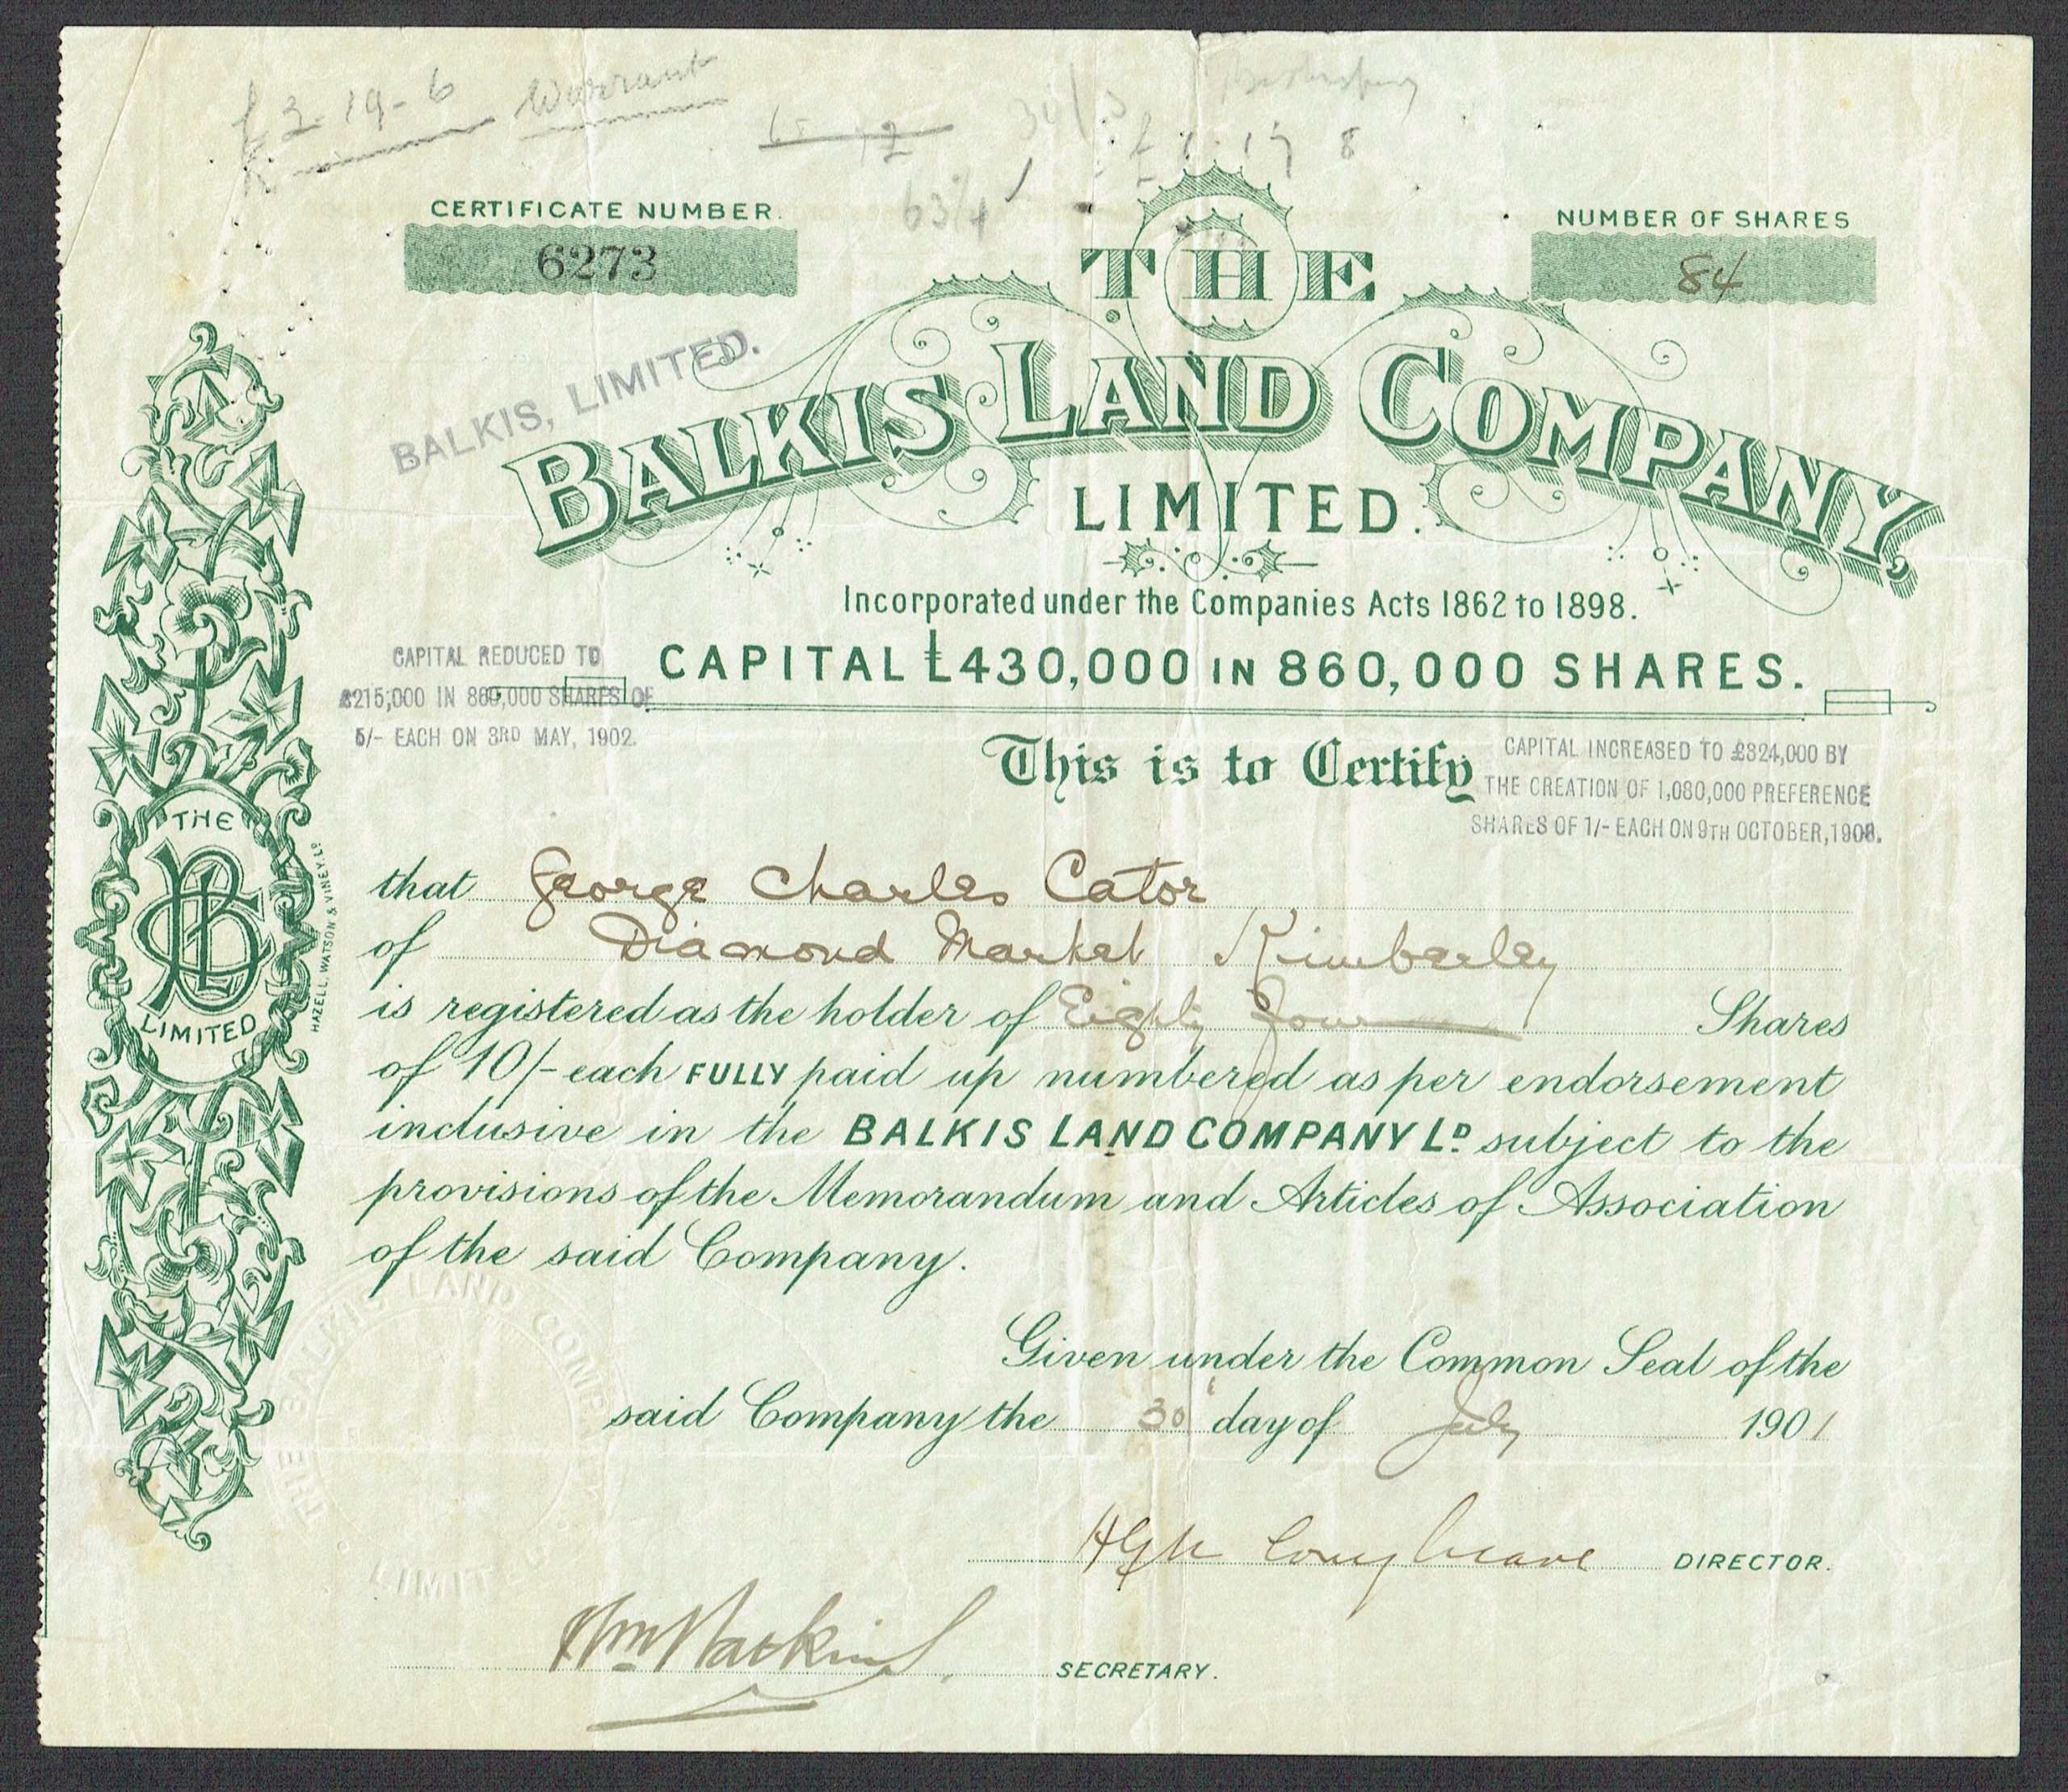 £2-19-6 Warrant
12
£1.17 8
63/4
CERTIFICATE NUMBER.
6273
NUMBER OF SHARES
84
BALKIS, LIMITED.
THE
BALKIS LAND COMPANY,
LIMITED.
Incorporated under the Companies Acts 1862 to 1898.
CAPITAL £430,000 IN 860,000 SHARES.
CAPITAL REDUCED TO
£215,000 IN 860,000 SHARES OF
5/- EACH ON 3RD MAY, 1902.
This is to Certify
CAPITAL INCREASED TO £324,000 BY
THE CREATION OF 1,080,000 PREFERENCE
SHARES OF 1/- EACH ON 9TH OCTOBER, 1908.
that George Charles Cator
of Diamond Market Kimberley
is registered as the holder of Eighty Four Shares
of 10/- each FULLY paid up numbered as per endorsement
inclusive in the BALKIS LAND COMPANY LD. subject to the
provisions of the Memorandum and Articles of Association
of the said Company.
Given under the Common Seal of the
said Company the 30 day of July 1901
DIRECTOR.
SECRETARY.
THE
BL
LIMITED
HAZELL, WATSON & VINEY LD
THE BALKIS LAND COMPANY
LIMITED